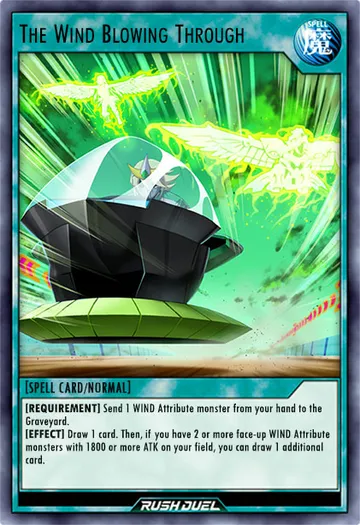 The Wind Blowing Through
SPELL
魔
[SPELL CARD/NORMAL]
[REQUIREMENT] Send 1 WIND Attribute monster from your hand to the
Graveyard.
[EFFECT] Draw 1 card. Then, if you have 2 or more face-up WIND Attribute
monsters with 1800 or more ATK on your field, you can draw 1 additional
card.
RUSH DUEL